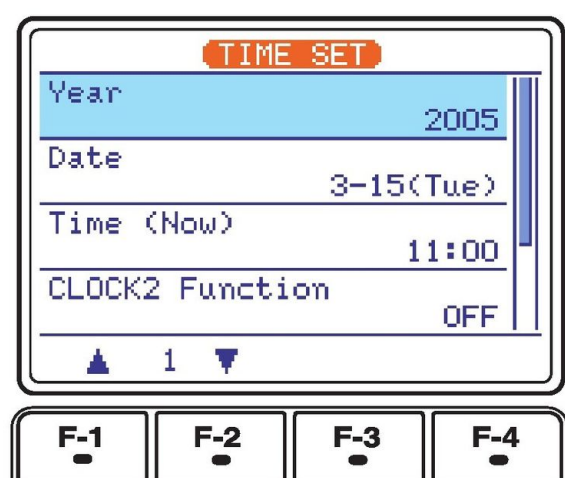 TIME SET
Year
2005
Date
3-15(Tue)
Time (Now)
11:00
CLOCK2 Function
OFF
▲ 1 ▼
F-1 F-2 F-3 F-4